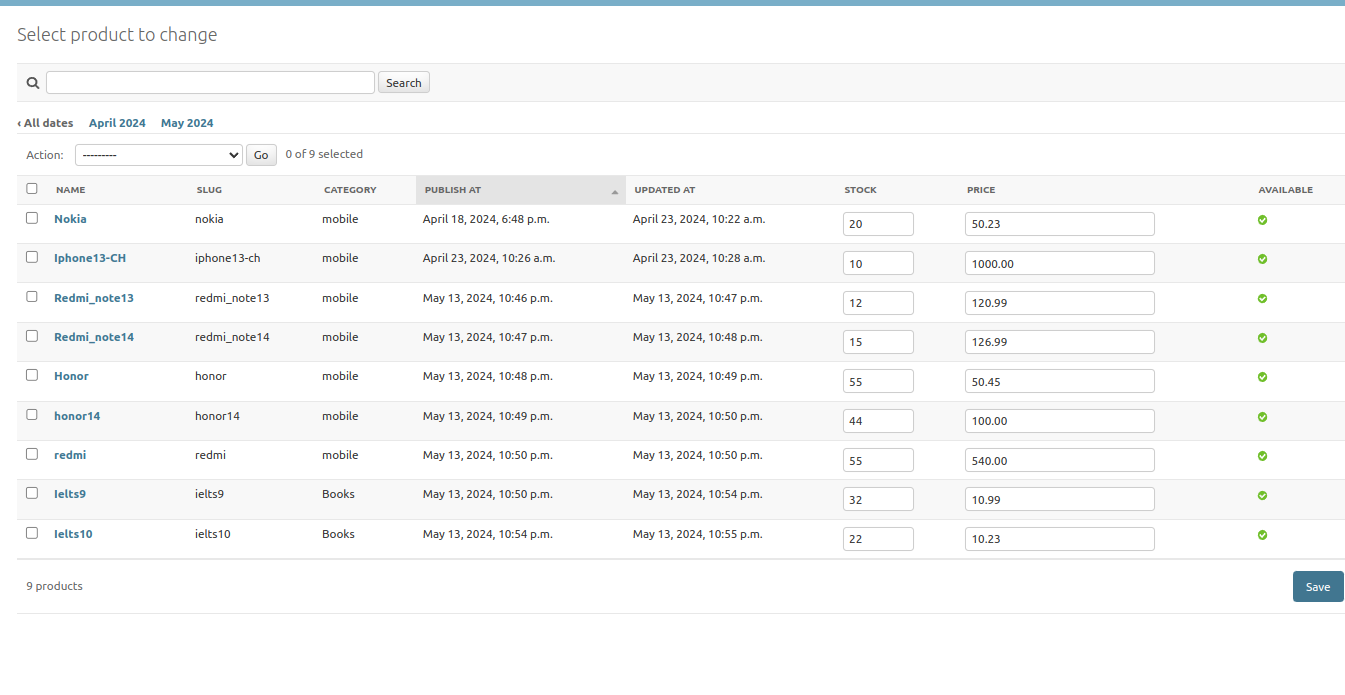 Select product to change
Search
‹ All dates April 2024 May 2024
Action: --------- Go 0 of 9 selected
NAME SLUG CATEGORY PUBLISH AT UPDATED AT STOCK PRICE AVAILABLE
Nokia nokia mobile April 18, 2024, 6:48 p.m. April 23, 2024, 10:22 a.m. 20 50.23
Iphone13-CH iphone13-ch mobile April 23, 2024, 10:26 a.m. April 23, 2024, 10:28 a.m. 10 1000.00
Redmi_note13 redmi_note13 mobile May 13, 2024, 10:46 p.m. May 13, 2024, 10:47 p.m. 12 120.99
Redmi_note14 redmi_note14 mobile May 13, 2024, 10:47 p.m. May 13, 2024, 10:48 p.m. 15 126.99
Honor honor mobile May 13, 2024, 10:48 p.m. May 13, 2024, 10:49 p.m. 55 50.45
honor14 honor14 mobile May 13, 2024, 10:49 p.m. May 13, 2024, 10:50 p.m. 44 100.00
redmi redmi mobile May 13, 2024, 10:50 p.m. May 13, 2024, 10:50 p.m. 55 540.00
Ielts9 ielts9 Books May 13, 2024, 10:50 p.m. May 13, 2024, 10:54 p.m. 32 10.99
Ielts10 ielts10 Books May 13, 2024, 10:54 p.m. May 13, 2024, 10:55 p.m. 22 10.23
9 products
Save